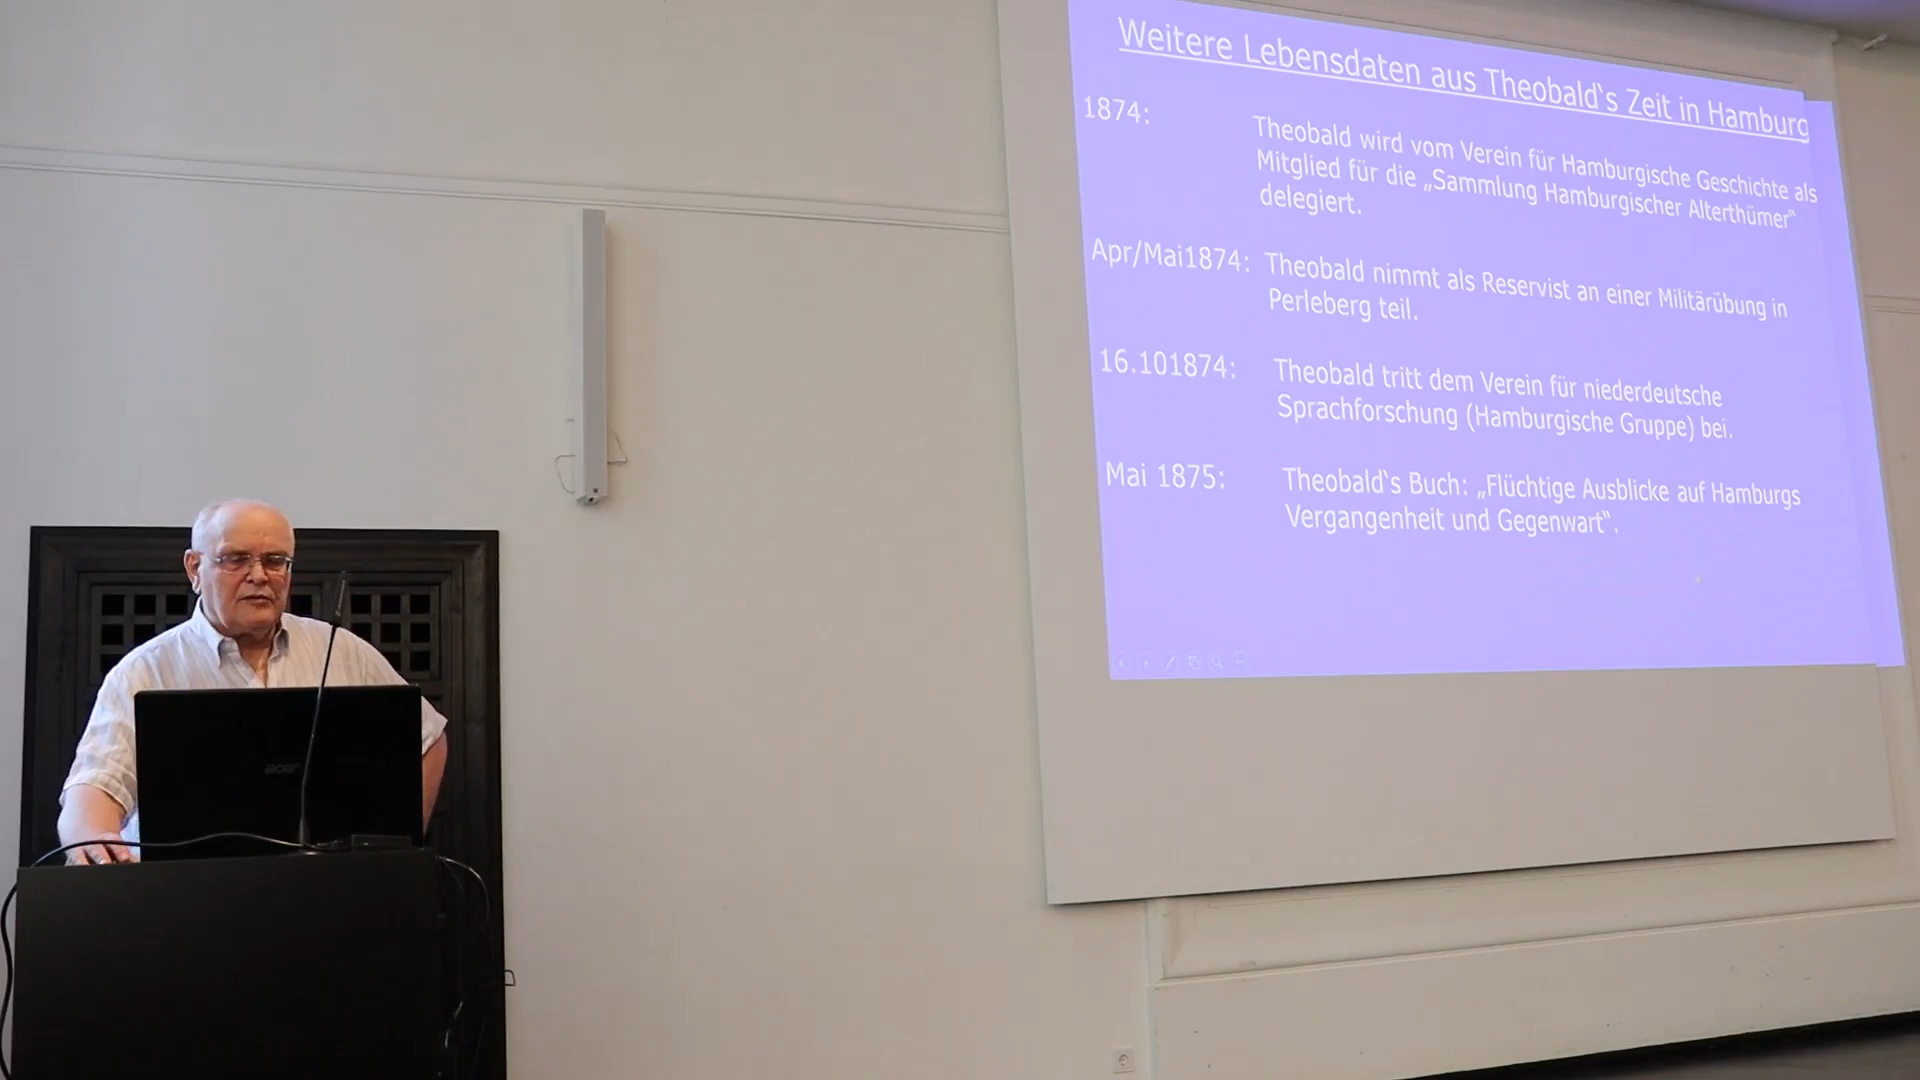 Weitere Lebensdaten aus Theobald‘s Zeit in Hamburg
1874:
Theobald wird vom Verein für Hamburgische Geschichte als
Mitglied für die „Sammlung Hamburgischer Alterthümer“
delegiert.
Apr/Mai1874: Theobald nimmt als Reservist an einer Militärübung in
Perleberg teil.
16.101874: Theobald tritt dem Verein für niederdeutsche
Sprachforschung (Hamburgische Gruppe) bei.
Mai 1875: Theobald‘s Buch: „Flüchtige Ausblicke auf Hamburgs
Vergangenheit und Gegenwart“.
acer